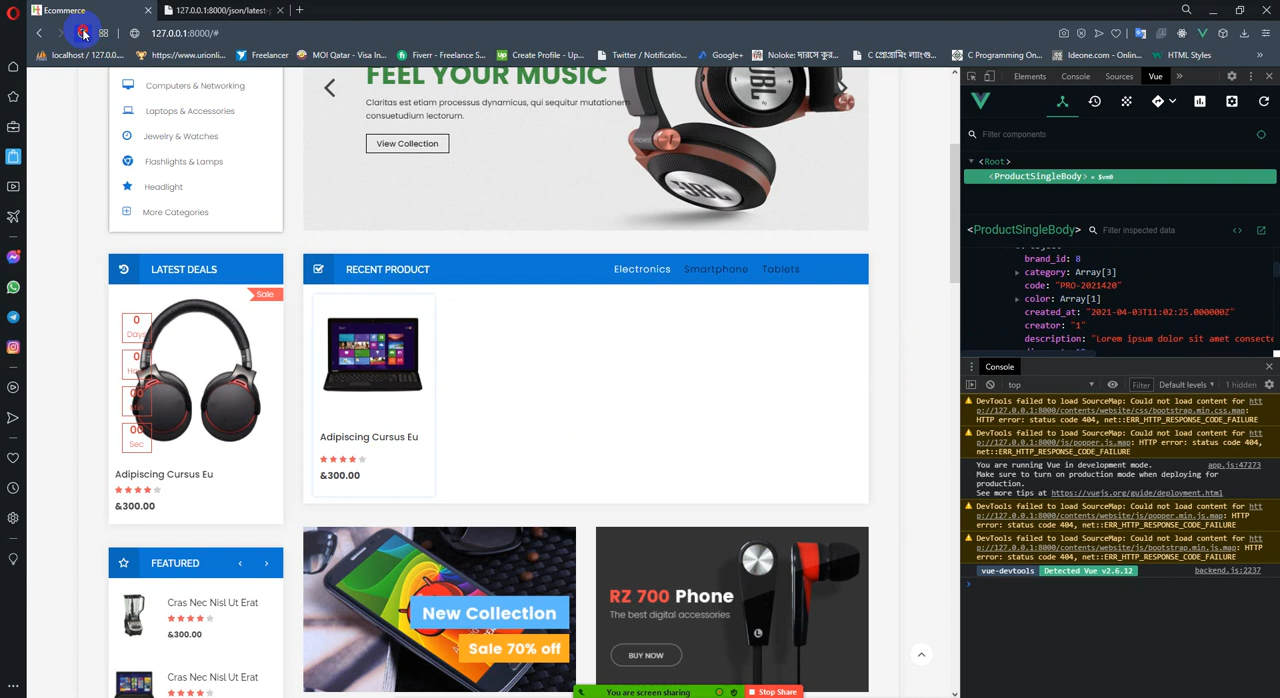 Ecommerce
127.0.0.1:8000/json/latest-
127.0.0.1:8000/#
localhost / 127.0.0....
https://www.urionli...
Freelancer
MOI Qatar - Visa In...
Fiverr - Freelance S...
Create Profile - Up...
Twitter / Notificatio...
Google+
C Programming On...
Ideone.com - Onlin...
HTML Styles
Computers & Networking
Laptops & Accessories
Jewelry & Watches
Flashlights & Lamps
Headlight
More Categories
FEEL YOUR MUSIC
Claritas est etiam processus dynamicus, qui sequitur mutationem
consuetudium lectorum.
View Collection
JBL
JBL
LATEST DEALS
Sale
0
Days
00
Min
00
Sec
Adipiscing Cursus Eu
&300.00
RECENT PRODUCT
Electronics
Smartphone
Tablets
Adipiscing Cursus Eu
&300.00
FEATURED
Cras Nec Nisl Ut Erat
&300.00
Cras Nec Nisl Ut Erat
New Collection
Sale 70% off
RZ 700 Phone
The best digital accessories
BUY NOW
You are screen sharing
Stop Share
Elements
Console
Sources
Vue
Filter components
<Root>
<ProductSingleBody> = $vm0
<ProductSingleBody>
Filter inspected data
brand_id: 8
category: Array[3]
code: "PRO-2021420"
color: Array[1]
created_at: "2021-04-03T11:02:25.000000Z"
creator: "1"
description: "Lorem ipsum dolor sit amet consecte
Console
top
Filter
Default levels
1 hidden
DevTools failed to load SourceMap: Could not load content for htt
p://127.0.0.1:8000/contents/website/css/bootstrap.min.css.map:
HTTP error: status code 404, net::ERR_HTTP_RESPONSE_CODE_FAILURE
DevTools failed to load SourceMap: Could not load content for htt
p://127.0.0.1:8000/js/popper.js.map: HTTP error: status code 404,
net::ERR_HTTP_RESPONSE_CODE_FAILURE
You are running Vue in development mode.
app.js:47273
Make sure to turn on production mode when deploying for
production.
See more tips at https://vuejs.org/guide/deployment.html
DevTools failed to load SourceMap: Could not load content for htt
p://127.0.0.1:8000/contents/website/js/popper.min.js.map: HTTP
error: status code 404, net::ERR_HTTP_RESPONSE_CODE_FAILURE
DevTools failed to load SourceMap: Could not load content for htt
p://127.0.0.1:8000/contents/website/js/bootstrap.min.js.map: HTTP
error: status code 404, net::ERR_HTTP_RESPONSE_CODE_FAILURE
vue-devtools
Detected Vue v2.6.12
backend.js:2237